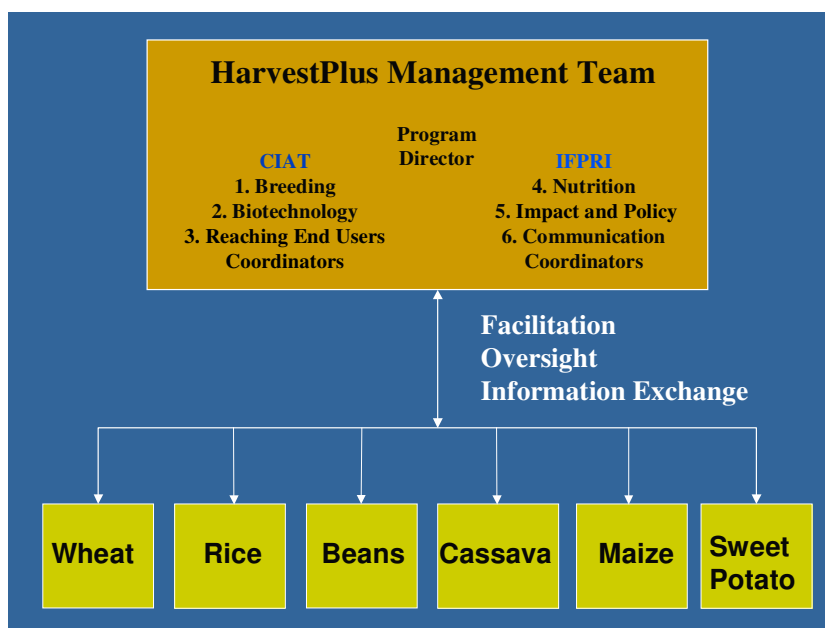 HarvestPlus Management Team
Program
Director
CIAT
1. Breeding
2. Biotechnology
3. Reaching End Users
Coordinators
IFPRI
4. Nutrition
5. Impact and Policy
6. Communication
Coordinators
Facilitation
Oversight
Information Exchange
Wheat
Rice
Beans
Cassava
Maize
Sweet
Potato